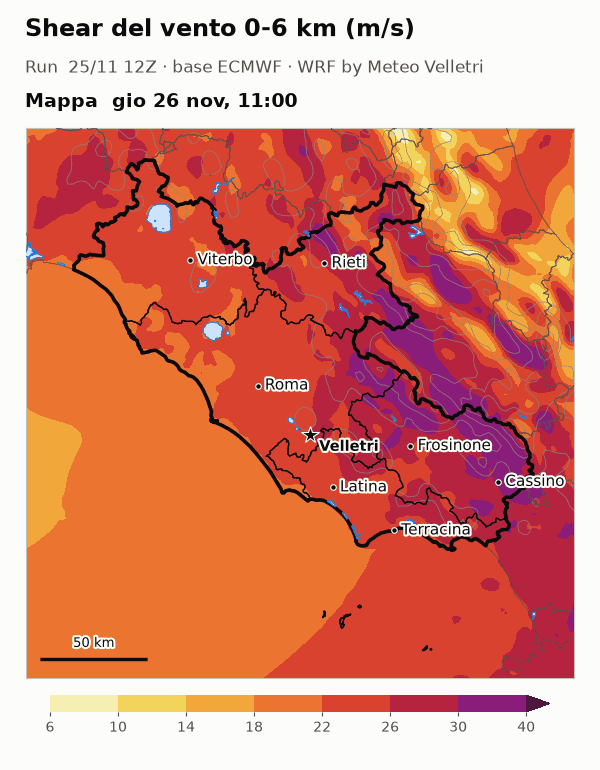 Shear del vento 0-6 km (m/s)
Run  25/11 12Z · base ECMWF · WRF by Meteo Velletri
Mappa  gio 26 nov, 11:00
Viterbo
Rieti
Roma
Velletri
Frosinone
Cassino
Latina
Terracina
50 km
6 10 14 18 22 26 30 40